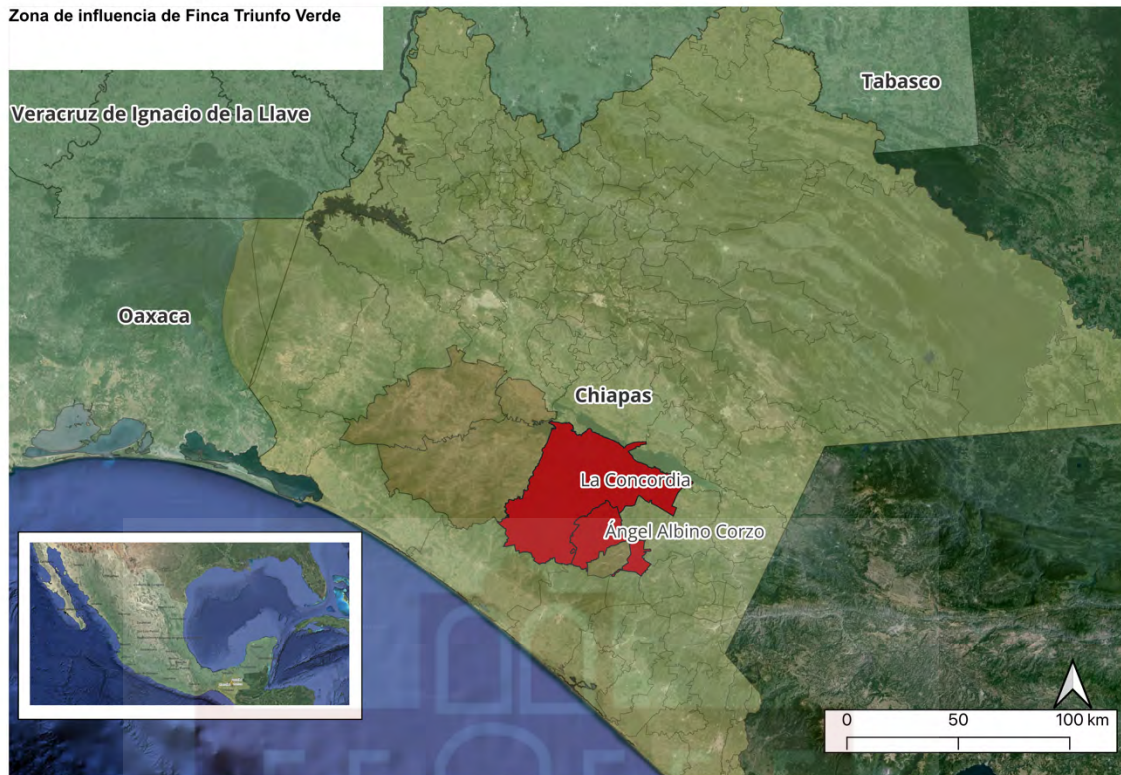 Zona de influencia de Finca Triunfo Verde
Tabasco
Veracruz de Ignacio de la Llave
Oaxaca
Chiapas
La Concordia
Ángel Albino Corzo
0 50 100 km